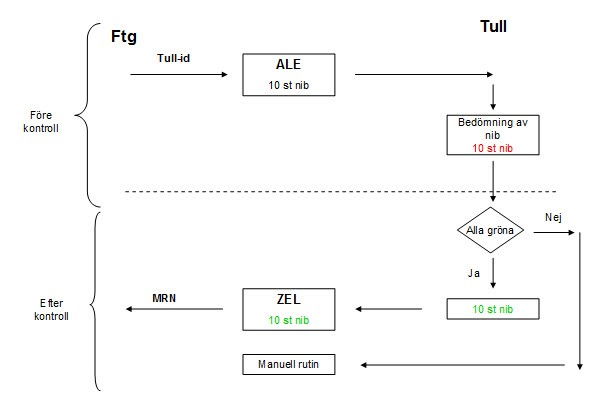 Ftg
Tull
Tull-id
ALE
10 st nib
Före
kontroll
Bedömning av
nib
10 st nib
Alla gröna
Nej
Ja
MRN
ZEL
10 st nib
10 st nib
Efter
kontroll
Manuell rutin